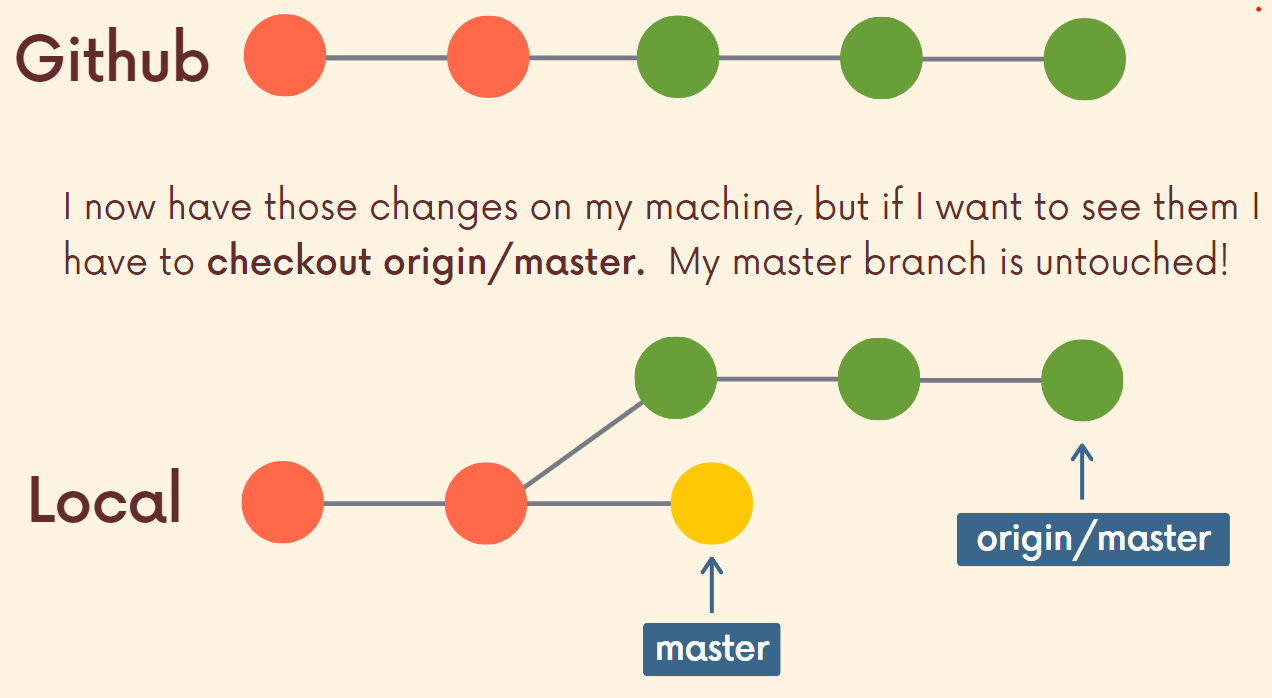 Github
I now have those changes on my machine, but if I want to see them I
have to checkout origin/master. My master branch is untouched!
Local
origin/master
master